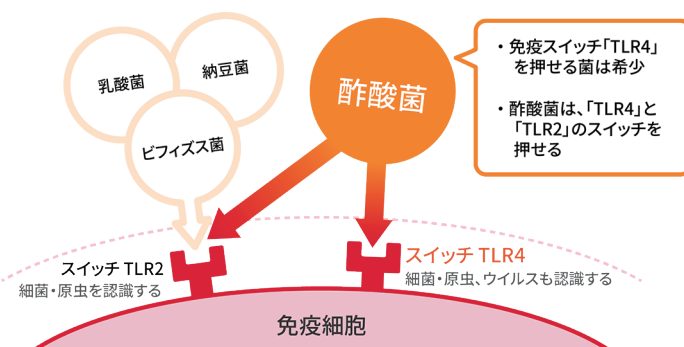 乳酸菌
納豆菌
ビフィズス菌
酢酸菌
・免疫スイッチ「TLR4」
を押せる菌は希少
・酢酸菌は、「TLR4」と
「TLR2」のスイッチを
押せる
スイッチ TLR2
細菌・原虫を認識する
スイッチ TLR4
細菌・原虫、ウイルスも認識する
免疫細胞